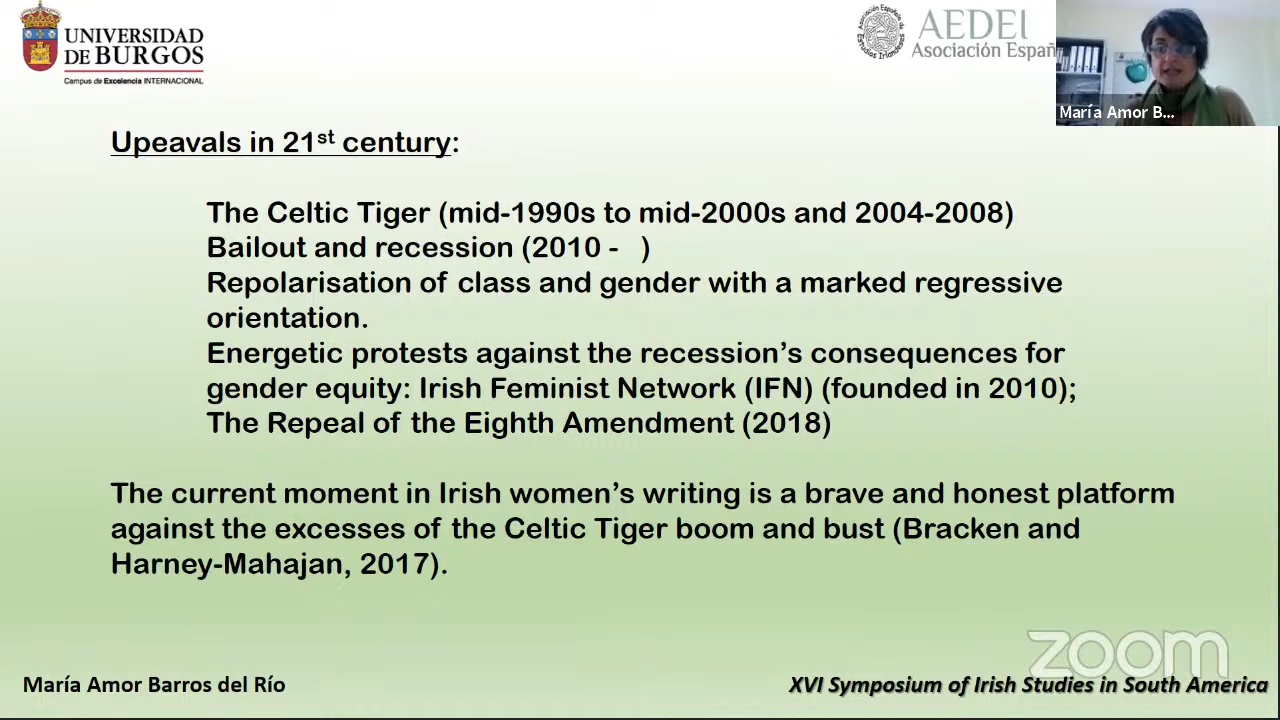 UNIVERSIDAD
DE BURGOS
Campus de Excelencia INTERNACIONAL
AEDEI
Asociación Españ
María Amor B...
Upeavals in 21st century:
The Celtic Tiger (mid-1990s to mid-2000s and 2004-2008)
Bailout and recession (2010 - )
Repolarisation of class and gender with a marked regressive
orientation.
Energetic protests against the recession’s consequences for
gender equity: Irish Feminist Network (IFN) (founded in 2010);
The Repeal of the Eighth Amendment (2018)
The current moment in Irish women’s writing is a brave and honest platform
against the excesses of the Celtic Tiger boom and bust (Bracken and
Harney-Mahajan, 2017).
zoom
María Amor Barros del Río
XVI Symposium of Irish Studies in South America